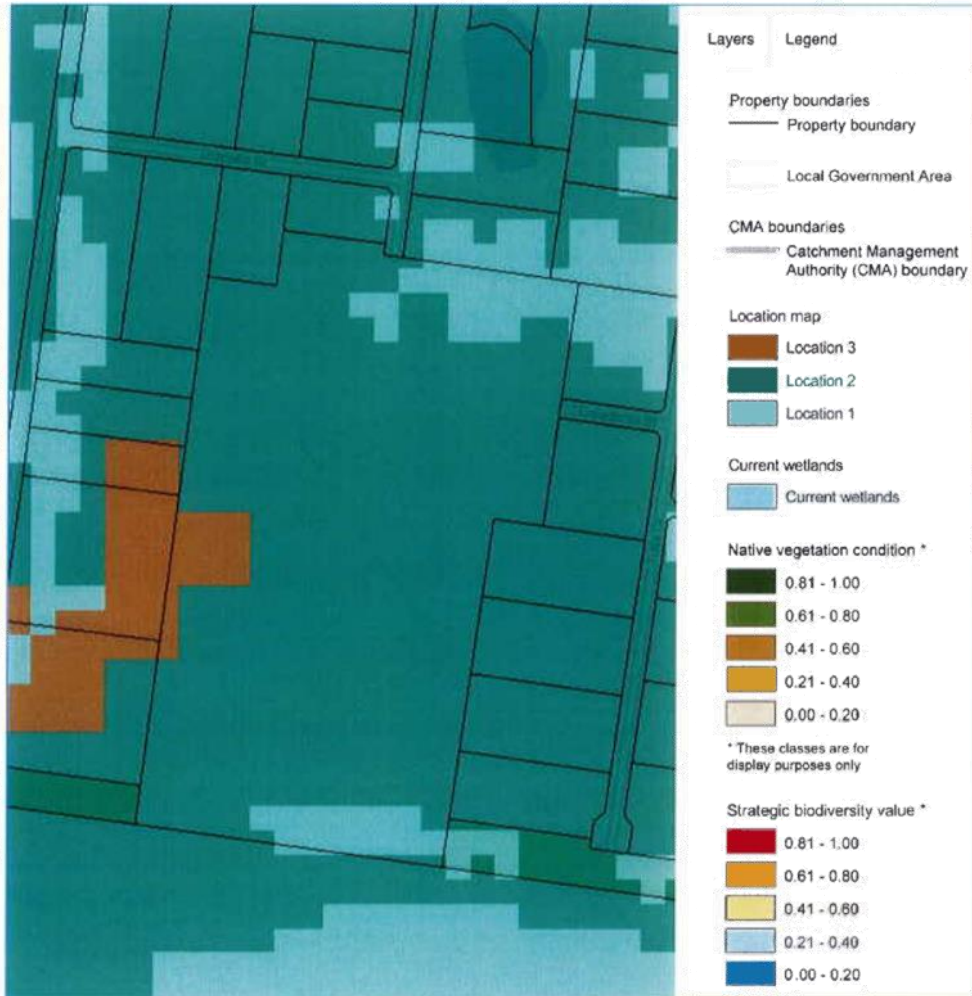 Layers Legend
Property boundaries
Property boundary
Local Government Area
CMA boundaries
Catchment Management
Authority (CMA) boundary
Location map
Location 3
Location 2
Location 1
Current wetlands
Current wetlands
Native vegetation condition *
0.81 - 1.00
0.61 - 0.80
0.41 - 0.60
0.21 - 0.40
0.00 - 0.20
* These classes are for
display purposes only
Strategic biodiversity value *
0.81 - 1.00
0.61 - 0.80
0.41 - 0.60
0.21 - 0.40
0.00 - 0.20